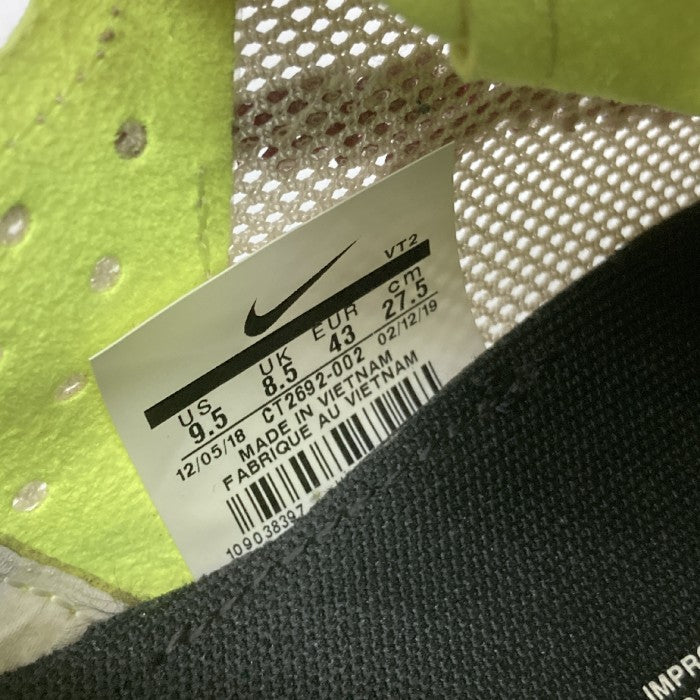 VT2
US UK EUR cm
9.5 8.5 43 27.5
12/05/18 CT2692-002 02/12/19
MADE IN VIETNAM
FABRIQUE AU VIETNAM
109038397